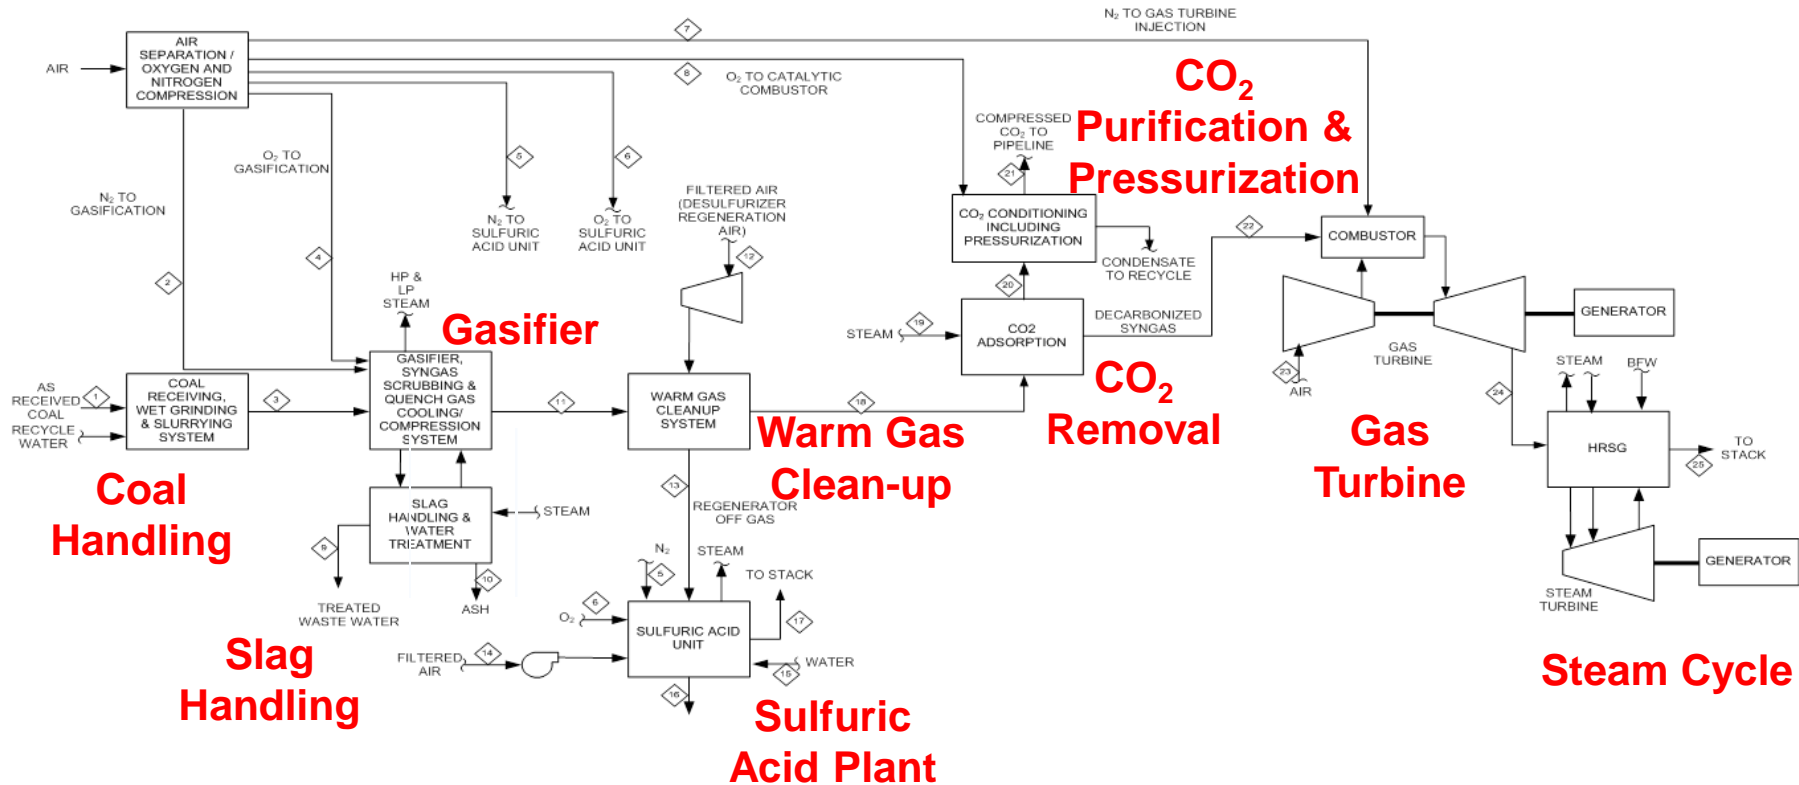 N₂ TO GAS TURBINE
INJECTION
7
AIR
SEPARATION /
OXYGEN AND
NITROGEN
COMPRESSION
AIR
8
O₂ TO CATALYTIC
COMBUSTOR
CO₂
Purification &
Pressurization
COMPRESSED
CO₂ TO
PIPELINE
21
O₂ TO
GASIFICATION
N₂ TO
GASIFICATION
5
6
4
2
N₂ TO
SULFURIC
ACID UNIT
O₂ TO
SULFURIC
ACID UNIT
FILTERED AIR
(DESULFURIZER
REGENERATION
AIR)
12
CO₂ CONDITIONING
INCLUDING
PRESSURIZATION
CONDENSATE
TO RECYCLE
22
COMBUSTOR
HP &
LP
STEAM
Gasifier
20
STEAM
19
CO2
ADSORPTION
DECARBONIZED
SYNGAS
GAS
TURBINE
GENERATOR
23
AIR
AS
RECEIVED
COAL
1
RECYCLE
WATER
COAL
RECEIVING,
WET GRINDING
& SLURRYING
SYSTEM
3
GASIFIER,
SYNGAS
SCRUBBING &
QUENCH GAS
COOLING/
COMPRESSION
SYSTEM
11
WARM GAS
CLEANUP
SYSTEM
18
CO₂
Removal
Warm Gas
Clean-up
Gas
Turbine
24
STEAM
BFW
HRSG
TO
STACK
25
Coal
Handling
SLAG
HANDLING &
WATER
TREATMENT
STEAM
9
10
TREATED
WASTE WATER
ASH
13
REGENERATOR
OFF GAS
N₂
5
STEAM
TO STACK
6
O₂
17
SULFURIC ACID
UNIT
FILTERED
AIR
14
WATER
15
16
STEAM
TURBINE
GENERATOR
Slag
Handling
Sulfuric
Acid Plant
Steam Cycle